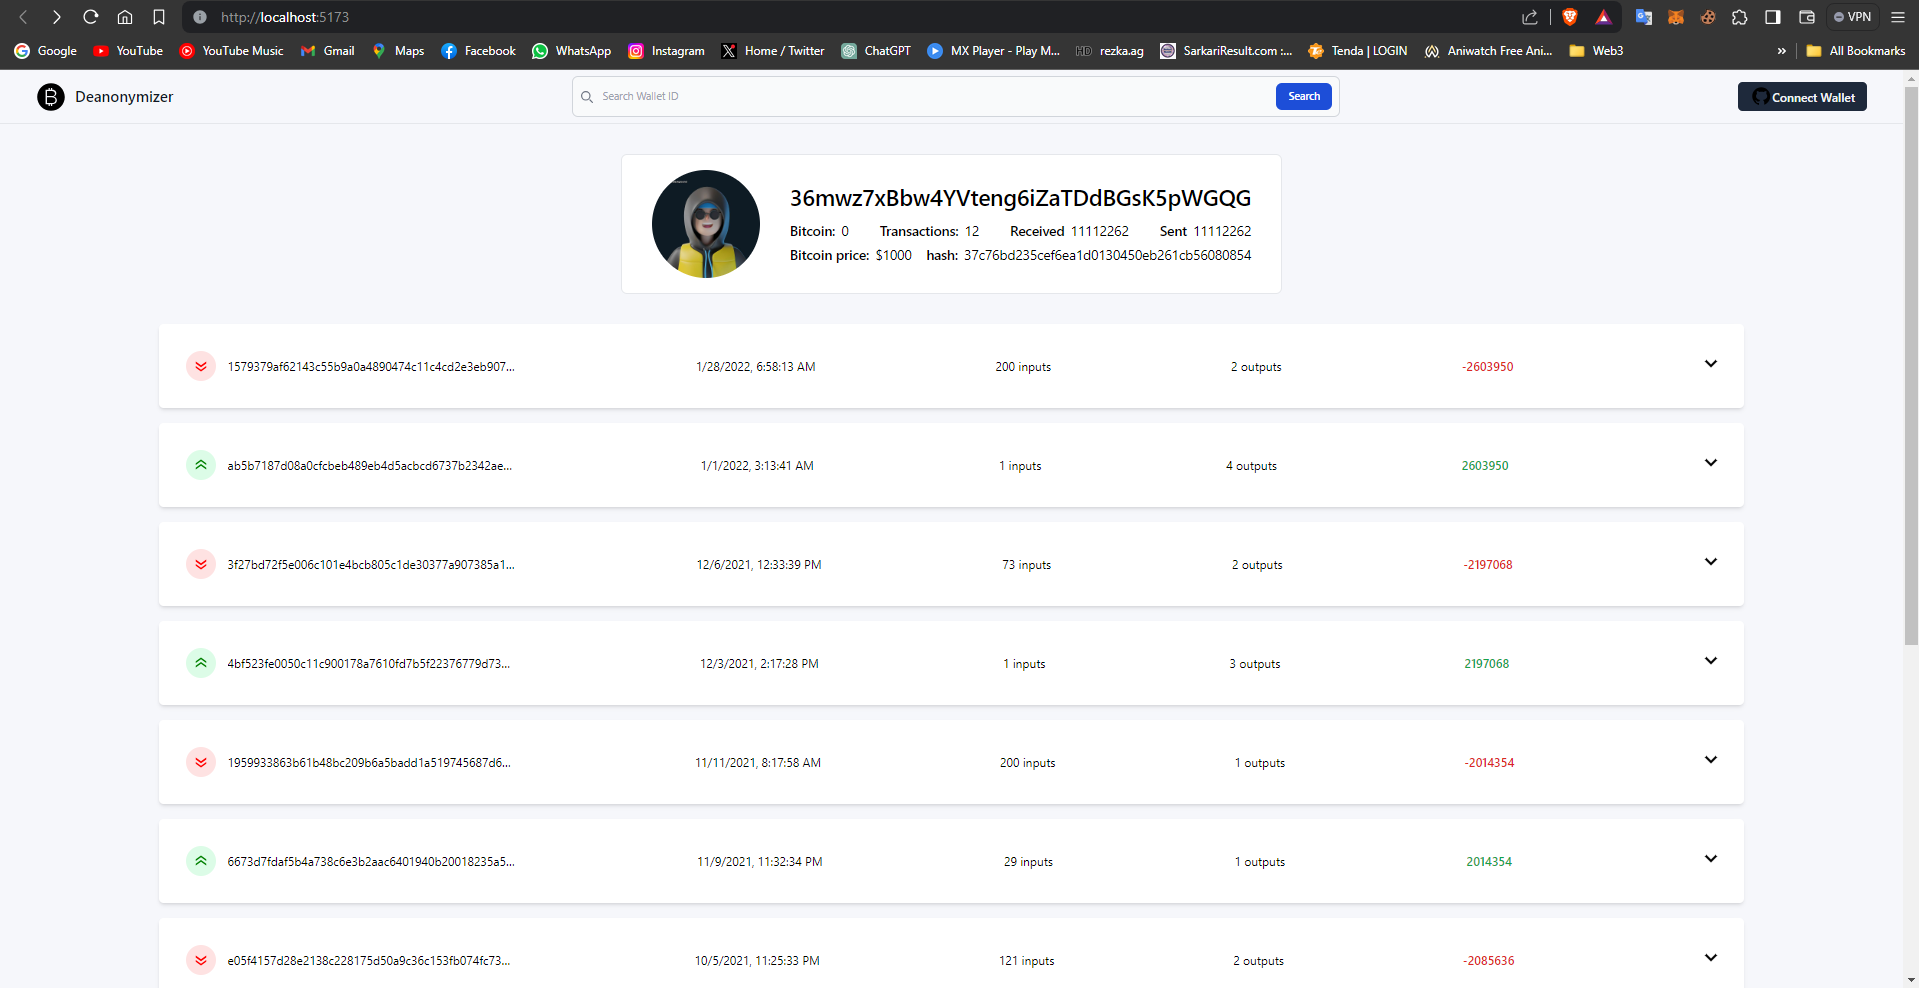 http://localhost:5173
VPN
Google YouTube YouTube Music Gmail Maps Facebook WhatsApp Instagram Home / Twitter ChatGPT MX Player - Play M... rezka.ag SarkariResult.com :... Tenda | LOGIN Aniwatch Free Ani... Web3 » All Bookmarks
Deanonymizer Search Wallet ID Search Connect Wallet
36mwz7xBbw4YVteng6iZaTDdBGsK5pWGQG
Bitcoin: 0 Transactions: 12 Received 11112262 Sent 11112262
Bitcoin price: $1000 hash: 37c76bd235cef6ea1d0130450eb261cb56080854
1579379af62143c55b9a0a4890474c11c4cd2e3eb907... 1/28/2022, 6:58:13 AM 200 inputs 2 outputs -2603950
ab5b7187d08a0cfcbeb489eb4d5acbcd6737b2342ae... 1/1/2022, 3:13:41 AM 1 inputs 4 outputs 2603950
3f27bd72f5e006c101e4bcb805c1de30377a907385a1... 12/6/2021, 12:33:39 PM 73 inputs 2 outputs -2197068
4bf523fe0050c11c900178a7610fd7b5f22376779d73... 12/3/2021, 2:17:28 PM 1 inputs 3 outputs 2197068
1959933863b61b48bc209b6a5badd1a519745687d6... 11/11/2021, 8:17:58 AM 200 inputs 1 outputs -2014354
6673d7fdaf5b4a738c6e3b2aac6401940b20018235a5... 11/9/2021, 11:32:34 PM 29 inputs 1 outputs 2014354
e05f4157d28e2138c228175d50a9c36c153fb074fc73... 10/5/2021, 11:25:33 PM 121 inputs 2 outputs -2085636